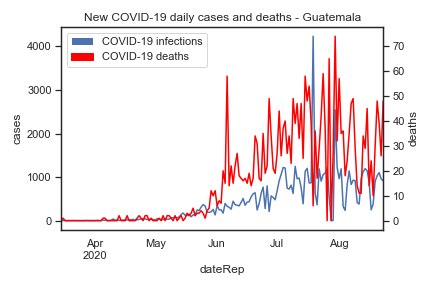 New COVID-19 daily cases and deaths - Guatemala
COVID-19 infections
COVID-19 deaths
4000
3000
2000
1000
0
cases
70
60
50
40
30
20
10
0
deaths
Apr
2020
May
Jun
Jul
Aug
dateRep